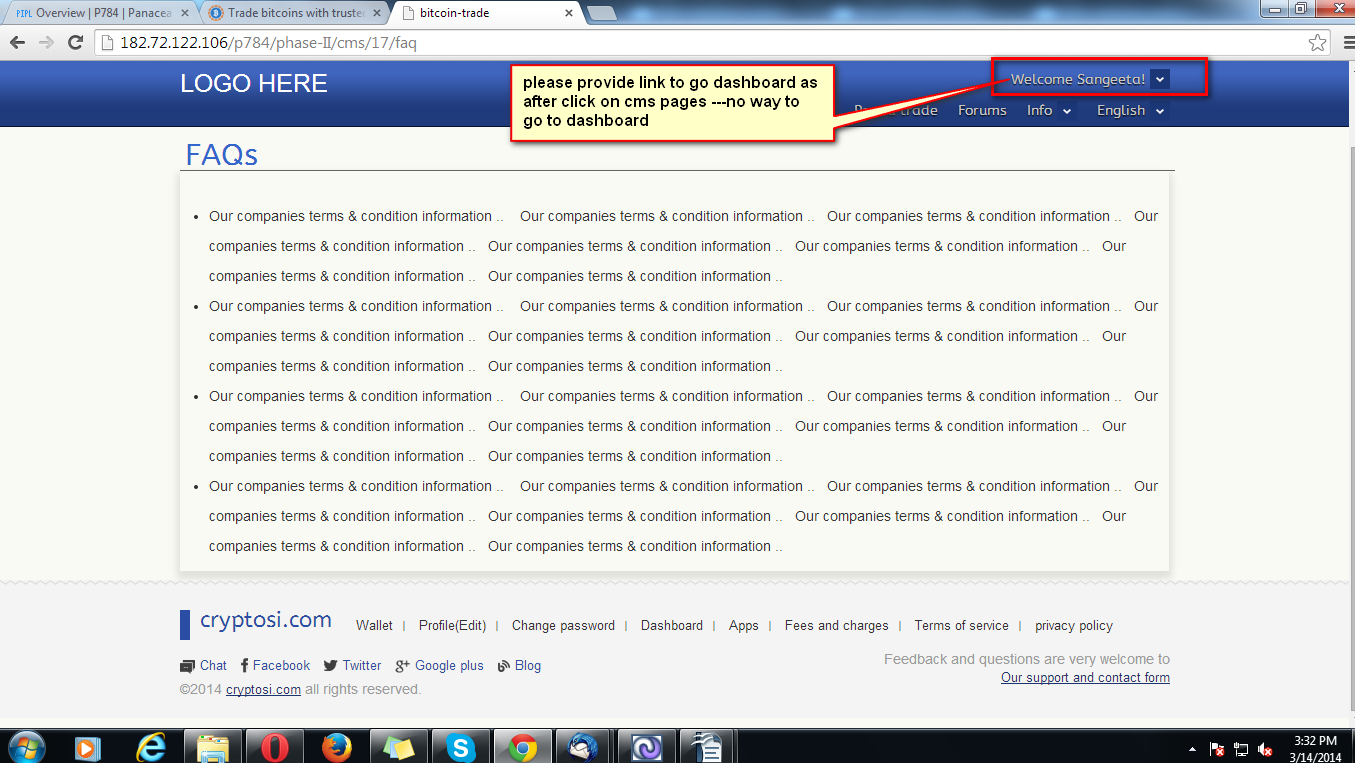 PIPL Overview | P784 | Panacea
Trade bitcoins with truste
bitcoin-trade
182.72.122.106/p784/phase-II/cms/17/faq
LOGO HERE
please provide link to go dashboard as
after click on cms pages ---no way to
go to dashboard
Welcome Sangeeta!
trade Forums Info English
FAQs
• Our companies terms & condition information .. Our companies terms & condition information .. Our companies terms & condition information .. Our
companies terms & condition information .. Our companies terms & condition information .. Our companies terms & condition information .. Our
companies terms & condition information .. Our companies terms & condition information ..
• Our companies terms & condition information .. Our companies terms & condition information .. Our companies terms & condition information .. Our
companies terms & condition information .. Our companies terms & condition information .. Our companies terms & condition information .. Our
companies terms & condition information .. Our companies terms & condition information ..
• Our companies terms & condition information .. Our companies terms & condition information .. Our companies terms & condition information .. Our
companies terms & condition information .. Our companies terms & condition information .. Our companies terms & condition information .. Our
companies terms & condition information .. Our companies terms & condition information ..
• Our companies terms & condition information .. Our companies terms & condition information .. Our companies terms & condition information .. Our
companies terms & condition information .. Our companies terms & condition information .. Our companies terms & condition information .. Our
companies terms & condition information .. Our companies terms & condition information ..
cryptosi.com
Wallet | Profile(Edit) | Change password | Dashboard | Apps | Fees and charges | Terms of service | privacy policy
Chat Facebook Twitter Google plus Blog
Feedback and questions are very welcome to
Our support and contact form
©2014 cryptosi.com all rights reserved.
3:32 PM
3/14/2014